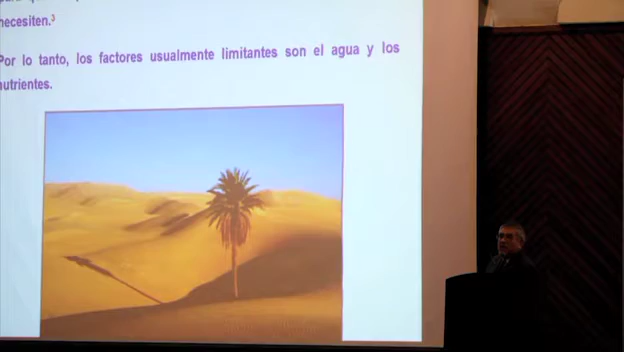 necesiten.³
Por lo tanto, los factores usualmente limitantes son el agua y los
nutrientes.